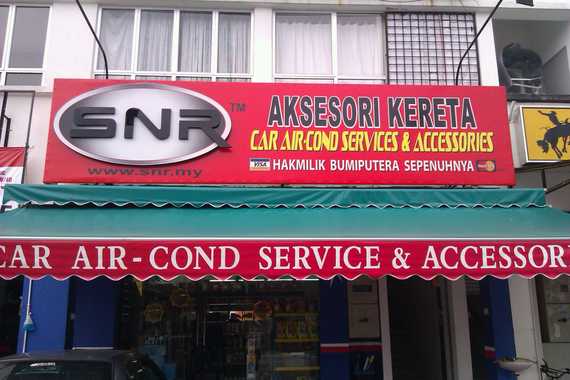 SNR TM
www.snr.my
AKSESORI KERETA
CAR AIR-COND SERVICES & ACCESSORIES
VISA HAKMILIK BUMIPUTERA SEPENUHNYA
CAR AIR-COND SERVICE & ACCESSOR